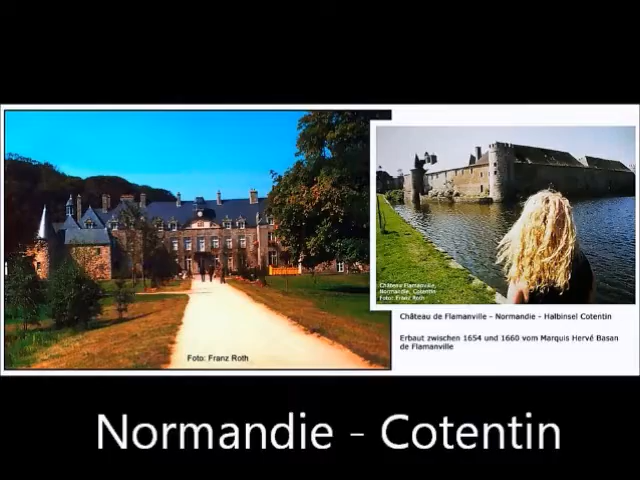 Château Flamanville,
Normandie, Cotentin
Foto: Franz Roth
Château de Flamanville - Normandie - Halbinsel Cotentin
Erbaut zwischen 1654 und 1660 vom Marquis Hervé Basan
de Flamanville
Foto: Franz Roth
Normandie - Cotentin